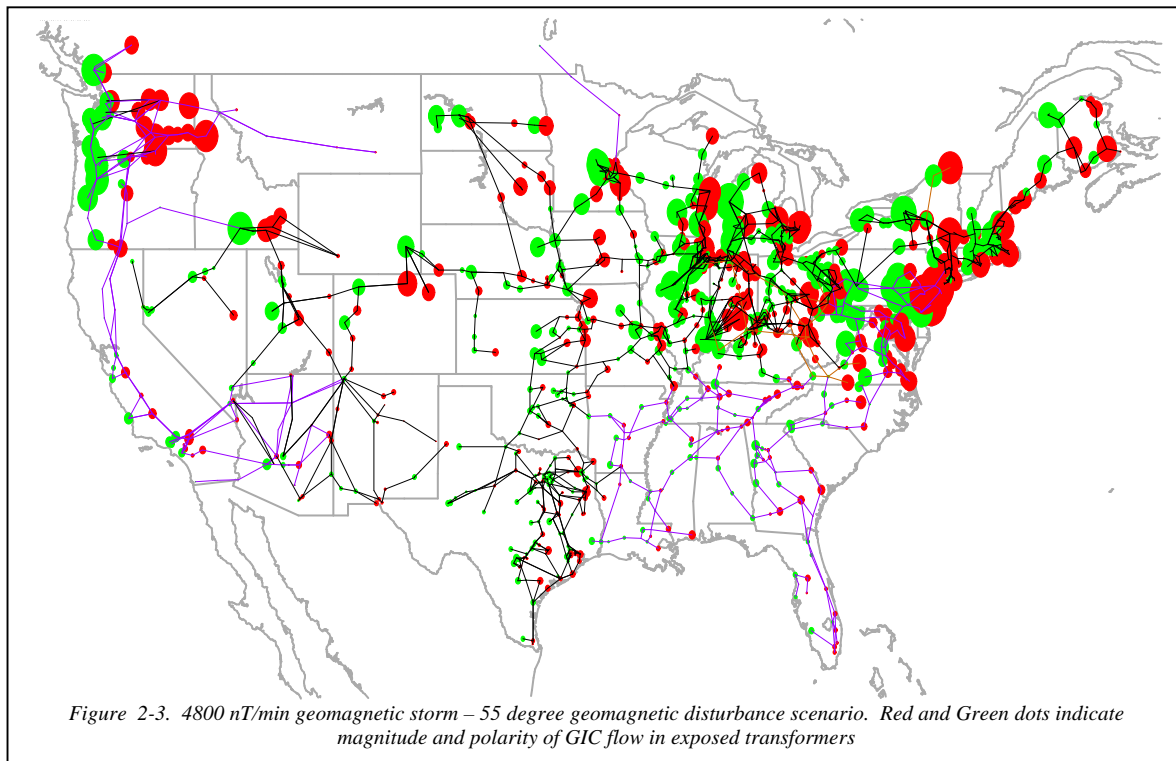 Figure 2-3. 4800 nT/min geomagnetic storm – 55 degree geomagnetic disturbance scenario. Red and Green dots indicate
magnitude and polarity of GIC flow in exposed transformers